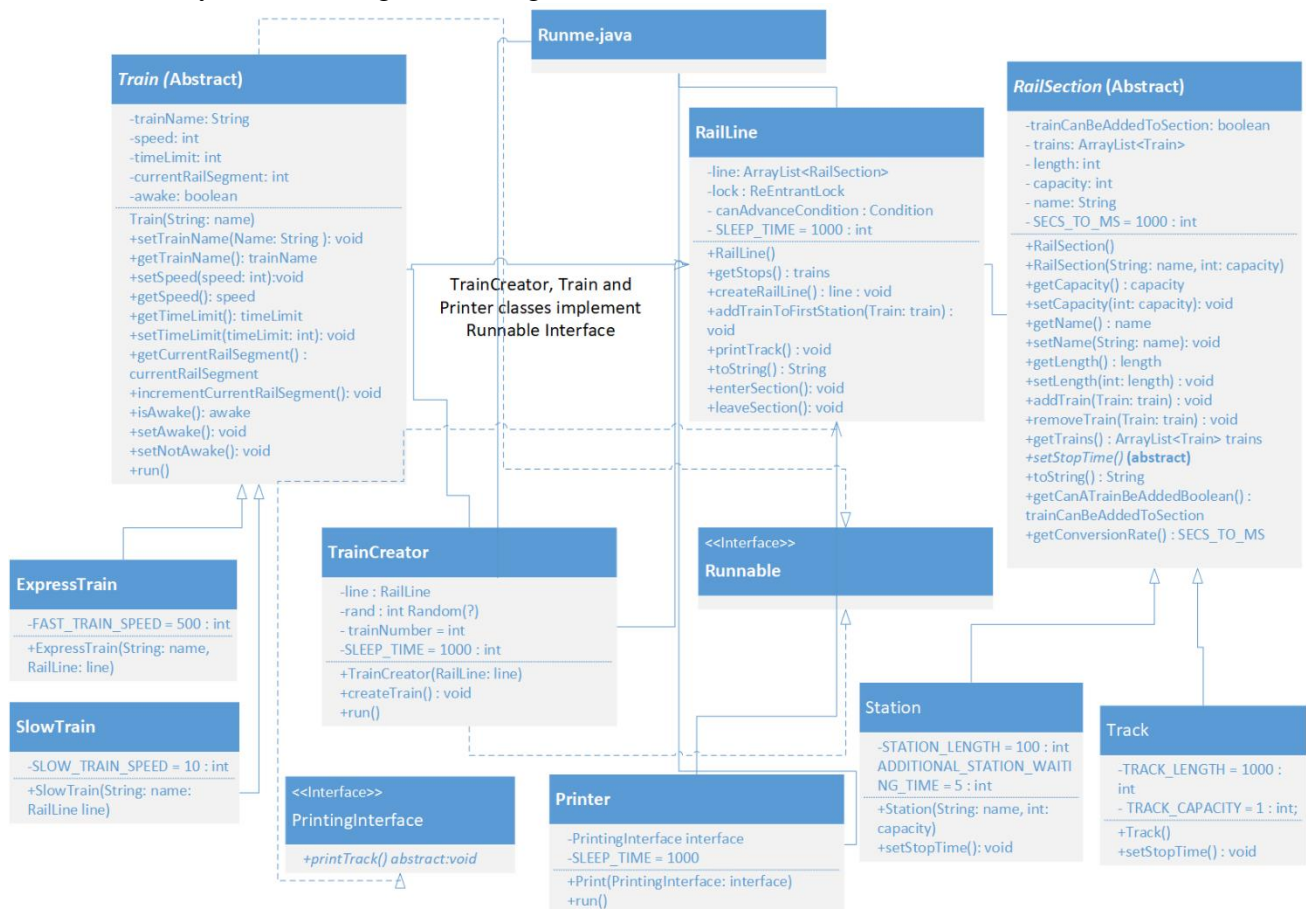 Runme.java
Train (Abstract)
-trainName: String
-speed: int
-timeLimit: int
-currentRailSegment: int
-awake: boolean
Train(String: name)
+setTrainName(Name: String ): void
+getTrainName(): trainName
+setSpeed(speed: int):void
+getSpeed(): speed
+getTimeLimit(): timeLimit
+setTimeLimit(timeLimit: int): void
+getCurrentRailSegment() :
currentRailSegment
+incrementCurrentRailSegment(): void
+isAwake(): awake
+setAwake(): void
+setNotAwake(): void
+run()
RailLine
-line: ArrayList<RailSection>
-lock : ReEntrantLock
- canAdvanceCondition : Condition
- SLEEP_TIME = 1000 : int
+RailLine()
+getStops() : trains
+createRailLine() : line : void
+addTrainToFirstStation(Train: train) :
void
+printTrack() : void
+toString() : String
+enterSection(): void
+leaveSection(): void
RailSection (Abstract)
-trainCanBeAddedToSection: boolean
- trains: ArrayList<Train>
- length: int
- capacity: int
- name: String
- SECS_TO_MS = 1000 : int
+RailSection()
+RailSection(String: name, int: capacity)
+getCapacity() : capacity
+setCapacity(int: capacity): void
+getName() : name
+setName(String: name): void
+getLength() : length
+setLength(int: length) : void
+addTrain(Train: train) : void
+removeTrain(Train: train) : void
+getTrains() : ArrayList<Train> trains
+setStopTime() (abstract)
+toString() : String
+getCanATrainBeAddedBoolean() :
trainCanBeAddedToSection
+getConversionRate() : SECS_TO_MS
TrainCreator, Train and
Printer classes implement
Runnable Interface
ExpressTrain
-FAST_TRAIN_SPEED = 500 : int
+ExpressTrain(String: name,
RailLine: line)
SlowTrain
-SLOW_TRAIN_SPEED = 10 : int
+SlowTrain(String: name:
RailLine line)
TrainCreator
-line : RailLine
-rand : int Random(?)
- trainNumber = int
-SLEEP_TIME = 1000 : int
+TrainCreator(RailLine: line)
+createTrain() : void
+run()
<<Interface>>
Runnable
<<Interface>>
PrintingInterface
+printTrack() abstract:void
Printer
-PrintingInterface interface
-SLEEP_TIME = 1000
+Print(PrintingInterface: interface)
+run()
Station
-STATION_LENGTH = 100 : int
ADDITIONAL_STATION_WAITI
NG_TIME = 5 : int
+Station(String: name, int:
capacity)
+setStopTime(): void
Track
-TRACK_LENGTH = 1000 :
int
- TRACK_CAPACITY = 1 : int;
+Track()
+setStopTime() : void